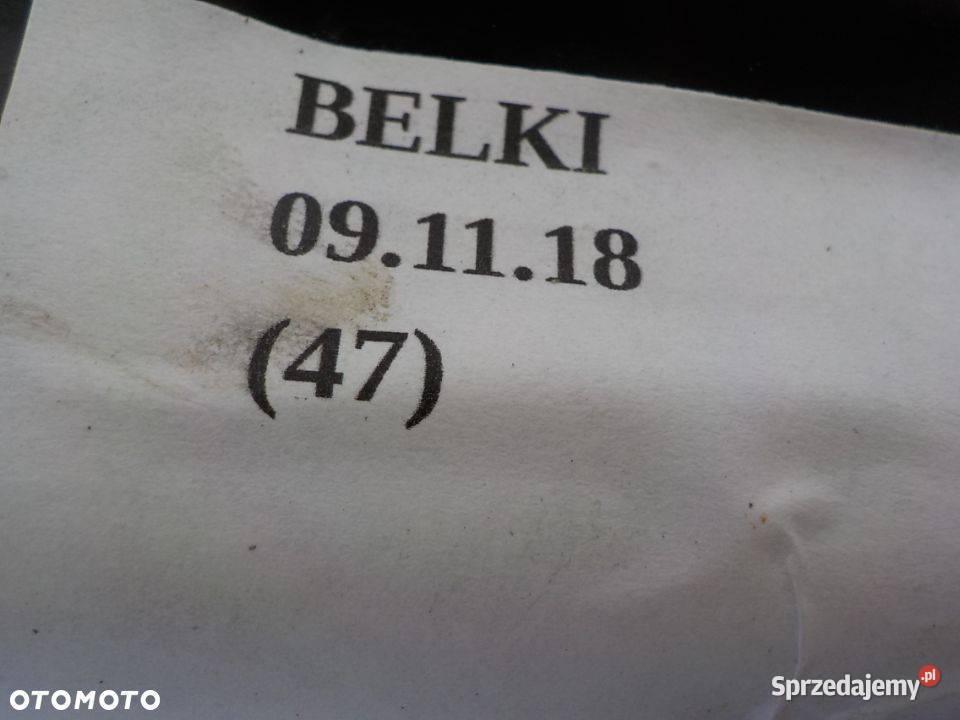 BELKI
09.11.18
(47)
OTOMOTO
Sprzedajemy.pl